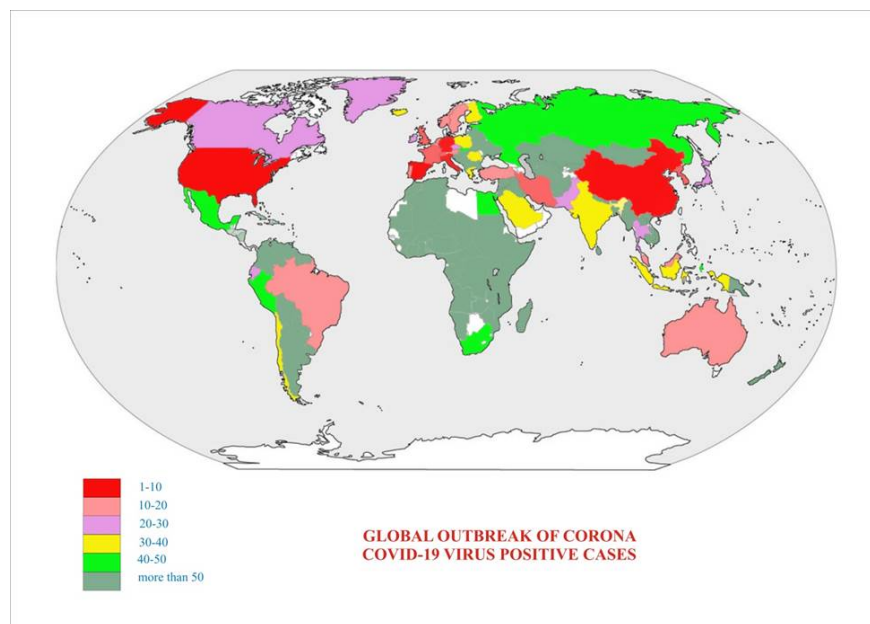 1-10
10-20
20-30
30-40
40-50
more than 50
GLOBAL OUTBREAK OF CORONA
COVID-19 VIRUS POSITIVE CASES